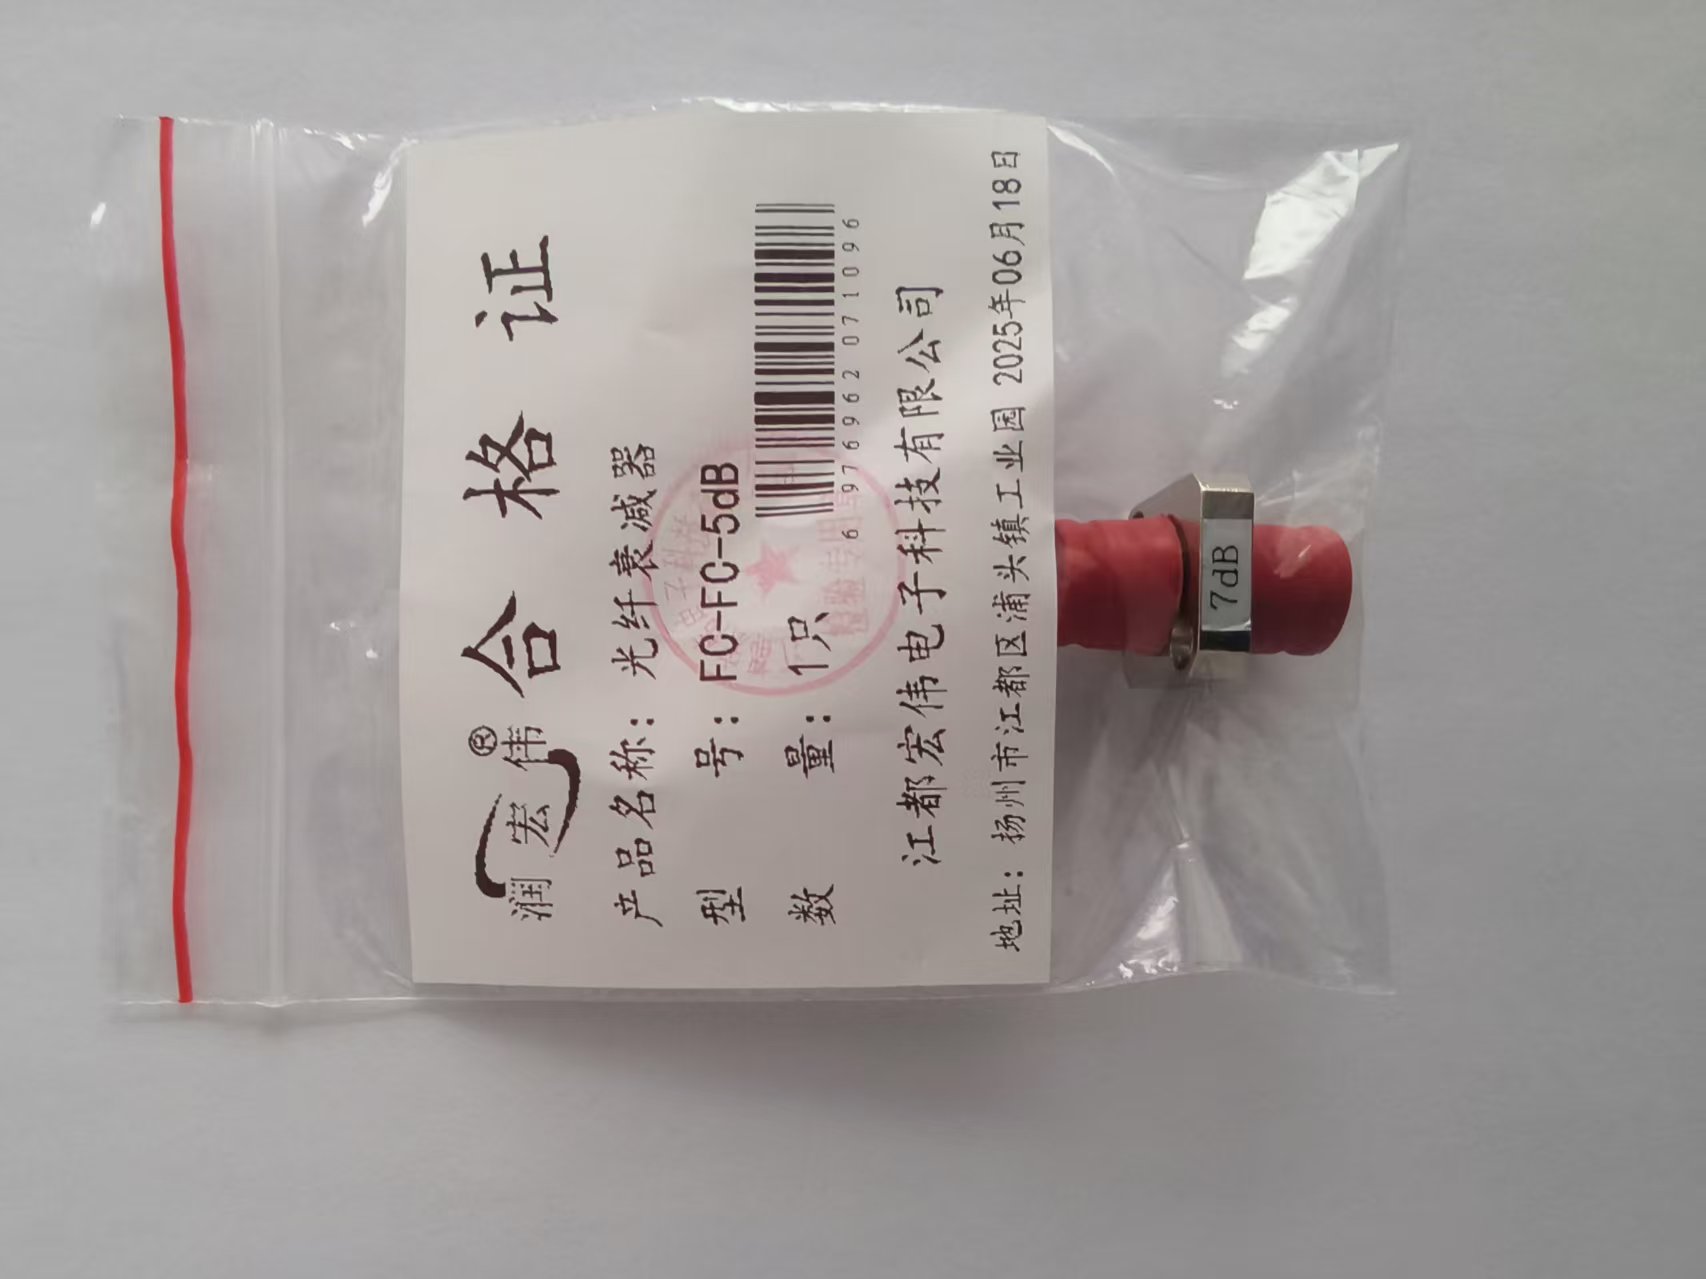 润宏伟® 合格证
产品名称：光纤衰减器
型 号：FC-FC-5dB
数 量：1只
6 976962 071096
江都宏伟电子科技有限公司
地址：扬州市江都区浦头镇工业园 2025年06月18日
7dB